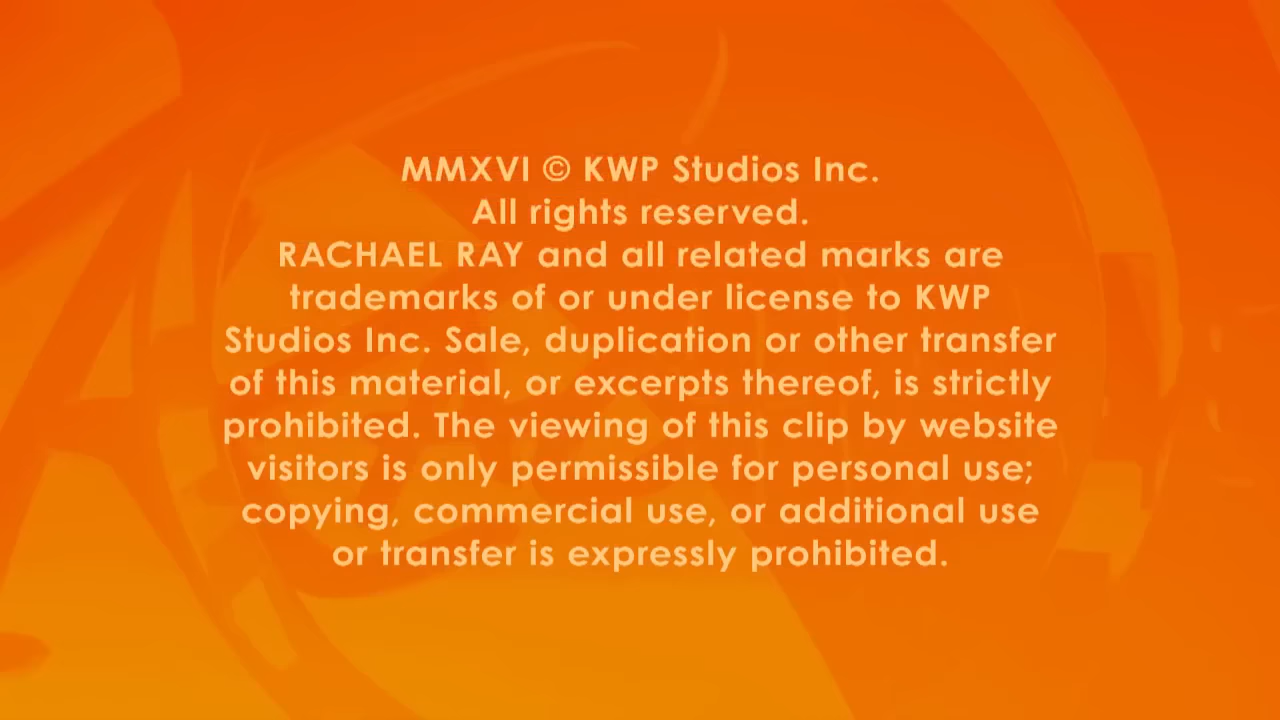 MMXVI © KWP Studios Inc.
All rights reserved.
RACHAEL RAY and all related marks are
trademarks of or under license to KWP
Studios Inc. Sale, duplication or other transfer
of this material, or excerpts thereof, is strictly
prohibited. The viewing of this clip by website
visitors is only permissible for personal use;
copying, commercial use, or additional use
or transfer is expressly prohibited.